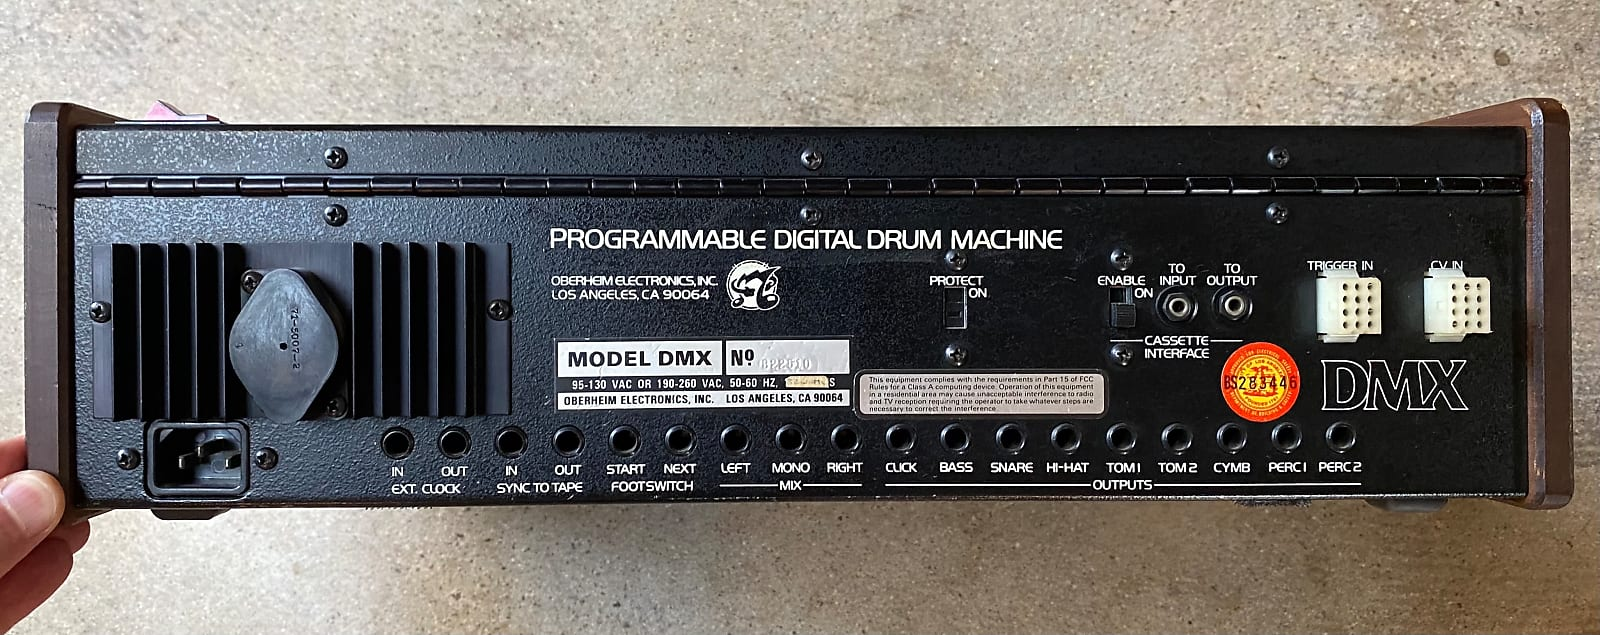 PROGRAMMABLE DIGITAL DRUM MACHINE
OBERHEIM ELECTRONICS, INC.
LOS ANGELES, CA 90064
PROTECT
ON
ENABLE
ON
TO INPUT
TO OUTPUT
CASSETTE
INTERFACE
TRIGGER IN
CV IN
73-5007-2
MODEL DMX Nº
95-130 VAC OR 190-260 VAC, 50-60 HZ,
OBERHEIM ELECTRONICS, INC. LOS ANGELES, CA 90064
This equipment complies with the requirements in Part 15 of FCC
Rules for a Class A computing device. Operation of this equipment
in a residential area may cause unacceptable interference to radio
and TV reception requiring the operator to take whatever steps are
necessary to correct the interference.
BS283446
DMX
IN
OUT
EXT. CLOCK
IN
OUT
SYNC TO TAPE
START
NEXT
FOOTSWITCH
LEFT
MONO
RIGHT
MIX
CLICK
BASS
SNARE
HI-HAT
TOM 1
TOM 2
CYMB
PERC 1
PERC 2
OUTPUTS